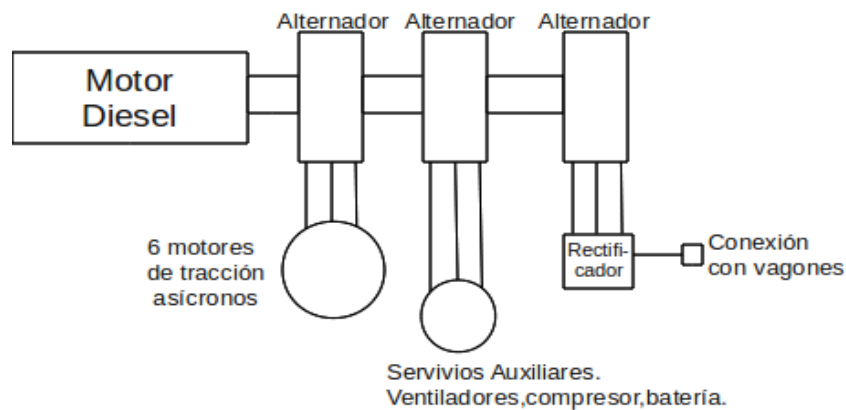 Alternador
Alternador
Alternador
Motor
Diesel
6 motores
de tracción
asícronos
Rectifi-
cador
Conexión
con vagones
Servivios Auxiliares.
Ventiladores,compresor,batería.